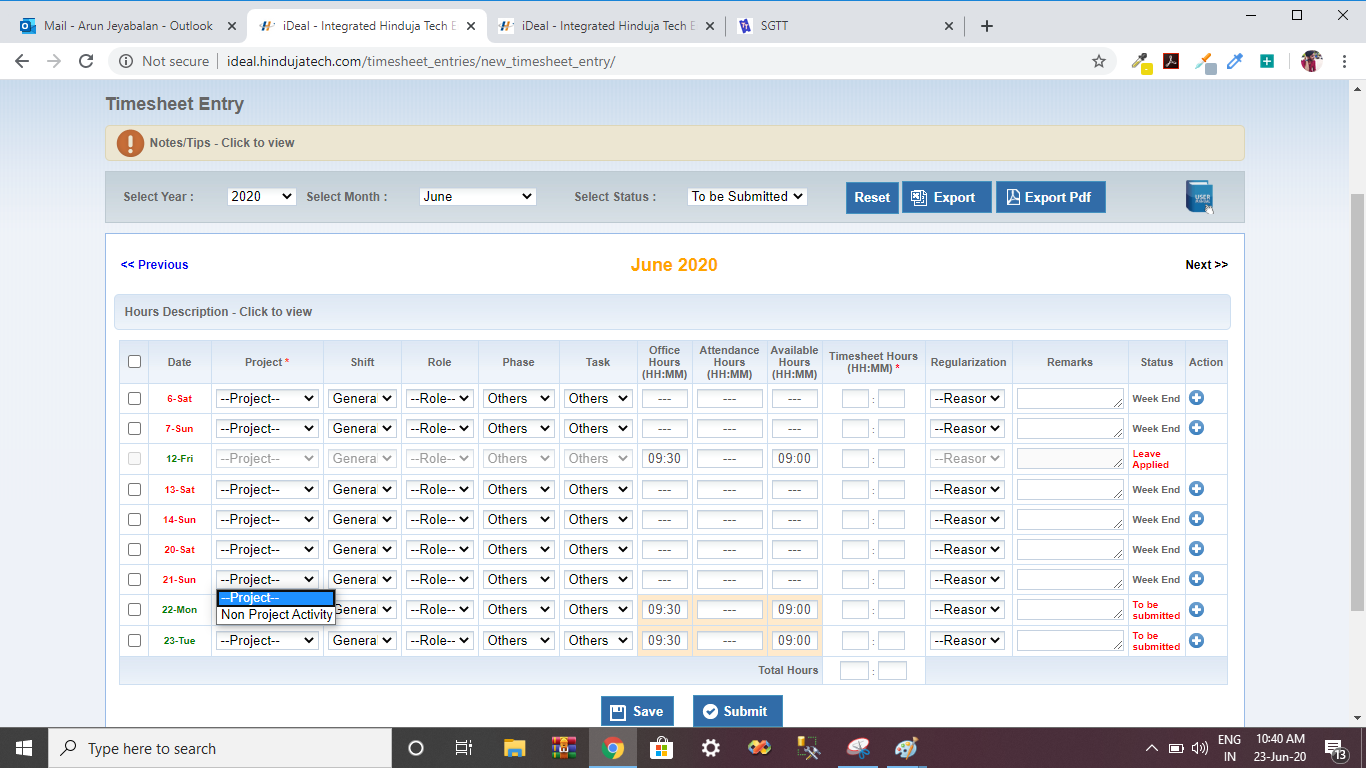 Mail - Arun Jeyabalan - Outlook
iDeal - Integrated Hinduja Tech E
iDeal - Integrated Hinduja Tech E
SGTT
Not secure | ideal.hindujatech.com/timesheet_entries/new_timesheet_entry/
Timesheet Entry
Notes/Tips - Click to view
Select Year : 2020 Select Month : June Select Status : To be Submitted Reset Export Export Pdf
<< Previous June 2020 Next >>
Hours Description - Click to view
Date Project * Shift Role Phase Task Office Hours (HH:MM) Attendance Hours (HH:MM) Available Hours (HH:MM) Timesheet Hours (HH:MM) * Regularization Remarks Status Action
6-Sat --Project-- Genera --Role-- Others Others --- --- --- : --Reasor Week End
7-Sun --Project-- Genera --Role-- Others Others --- --- --- : --Reasor Week End
12-Fri --Project-- Genera --Role-- Others Others 09:30 --- 09:00 : --Reasor Leave Applied
13-Sat --Project-- Genera --Role-- Others Others --- --- --- : --Reasor Week End
14-Sun --Project-- Genera --Role-- Others Others --- --- --- : --Reasor Week End
20-Sat --Project-- Genera --Role-- Others Others --- --- --- : --Reasor Week End
21-Sun --Project-- Genera --Role-- Others Others --- --- --- : --Reasor Week End
--Project--
Non Project Activity
22-Mon Genera --Role-- Others Others 09:30 --- 09:00 : --Reasor To be submitted
23-Tue --Project-- Genera --Role-- Others Others 09:30 --- 09:00 : --Reasor To be submitted
Total Hours :
Save Submit
Type here to search
ENG 10:40 AM
IN 23-Jun-20
13